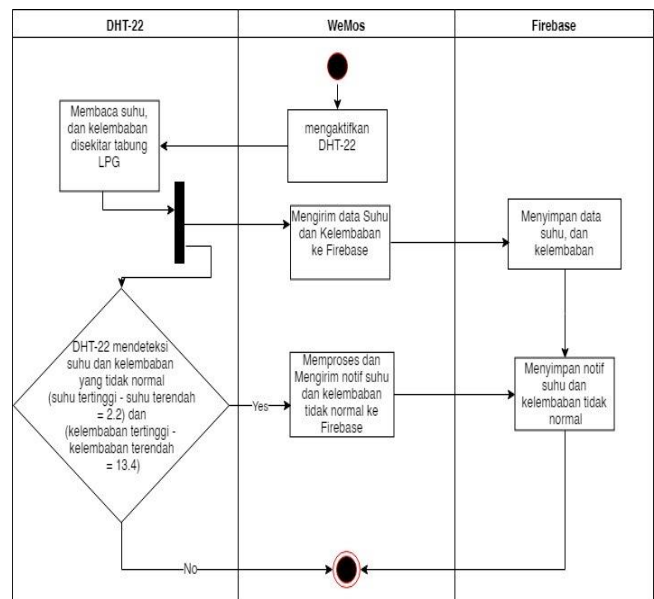 DHT-22
WeMos
Firebase
Membaca suhu,
dan kelembaban
disekitar tabung
LPG
mengaktifkan
DHT-22
Mengirim data Suhu
dan Kelembaban
ke Firebase
Menyimpan data
suhu, dan
kelembaban
DHT-22 mendeteksi
suhu dan kelembaban
yang tidak normal
(suhu tertinggi - suhu terendah
= 2.2) dan
(kelembaban tertinggi -
kelembaban terendah
= 13.4)
Yes
Memproses dan
Mengirim notif suhu
dan kelembaban
tidak normal ke
Firebase
Menyimpan notif
suhu dan
kelembaban tidak
normal
No